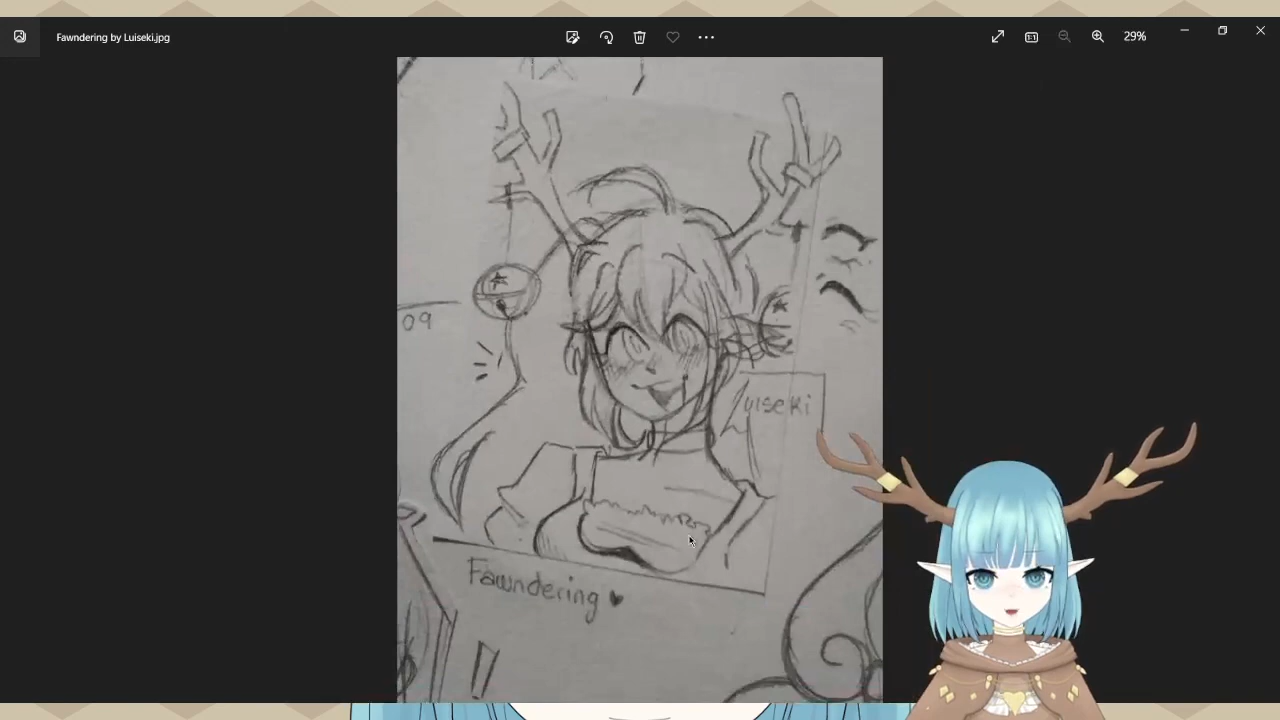 Fawndering by Luiseki.jpg
29%
09
Luiseki
Fawndering ♥
!!